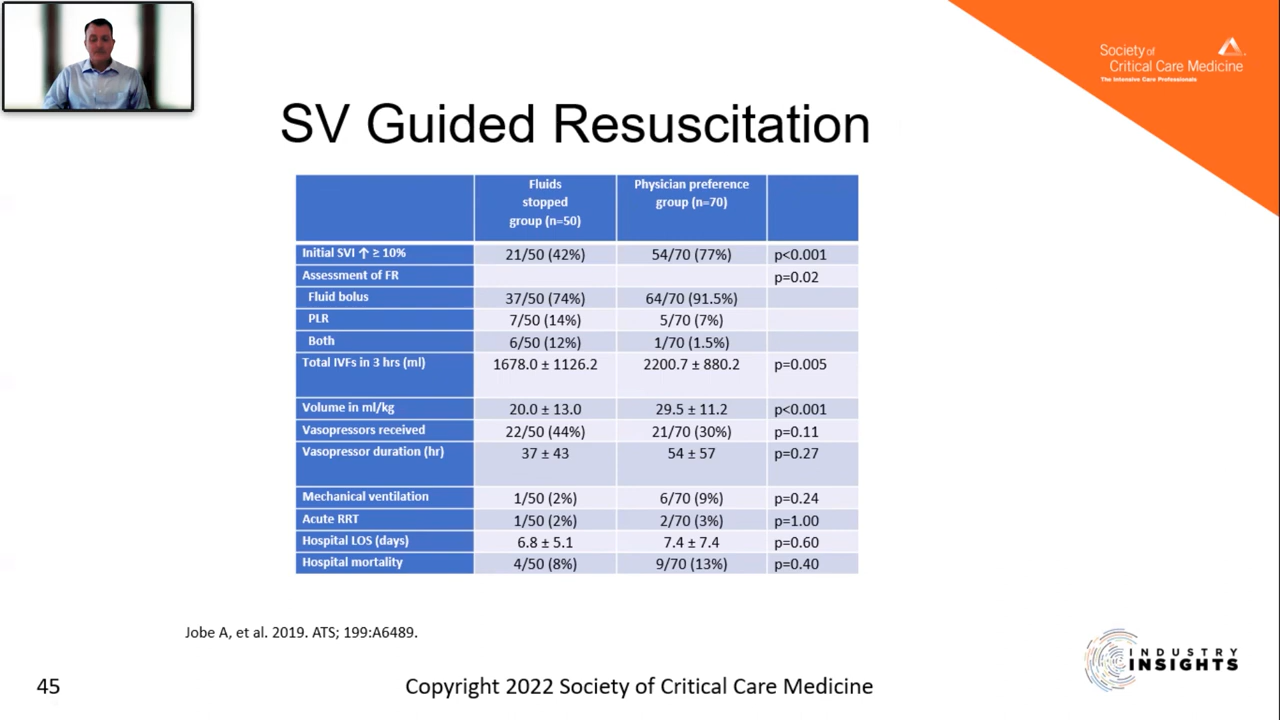 Society of
Critical Care Medicine
The Intensive Care Professionals
SV Guided Resuscitation
Fluids stopped group (n=50) Physician preference group (n=70)
Initial SVI ↑ ≥ 10% 21/50 (42%) 54/70 (77%) p<0.001
Assessment of FR p=0.02
Fluid bolus 37/50 (74%) 64/70 (91.5%)
PLR 7/50 (14%) 5/70 (7%)
Both 6/50 (12%) 1/70 (1.5%)
Total IVFs in 3 hrs (ml) 1678.0 ± 1126.2 2200.7 ± 880.2 p=0.005
Volume in ml/kg 20.0 ± 13.0 29.5 ± 11.2 p<0.001
Vasopressors received 22/50 (44%) 21/70 (30%) p=0.11
Vasopressor duration (hr) 37 ± 43 54 ± 57 p=0.27
Mechanical ventilation 1/50 (2%) 6/70 (9%) p=0.24
Acute RRT 1/50 (2%) 2/70 (3%) p=1.00
Hospital LOS (days) 6.8 ± 5.1 7.4 ± 7.4 p=0.60
Hospital mortality 4/50 (8%) 9/70 (13%) p=0.40
Jobe A, et al. 2019. ATS; 199:A6489.
INDUSTRY
INSIGHTS
45 Copyright 2022 Society of Critical Care Medicine